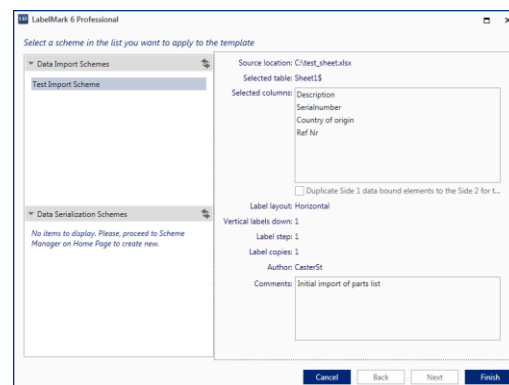 LabelMark 6 Professional
Select a scheme in the list you want to apply to the template
Data Import Schemes
Test Import Scheme
Data Serialization Schemes
No items to display. Please, proceed to Scheme
Manager on Home Page to create new.
Source location: C:\test_sheet.xlsx
Selected table: Sheet1$
Selected columns: Description
Serialnumber
Country of origin
Ref Nr
Duplicate Side 1 data bound elements to the Side 2 for t...
Label layout: Horizontal
Vertical labels down: 1
Label step: 1
Label copies: 1
Author: CasterSt
Comments: Initial import of parts list
Cancel Back Next Finish